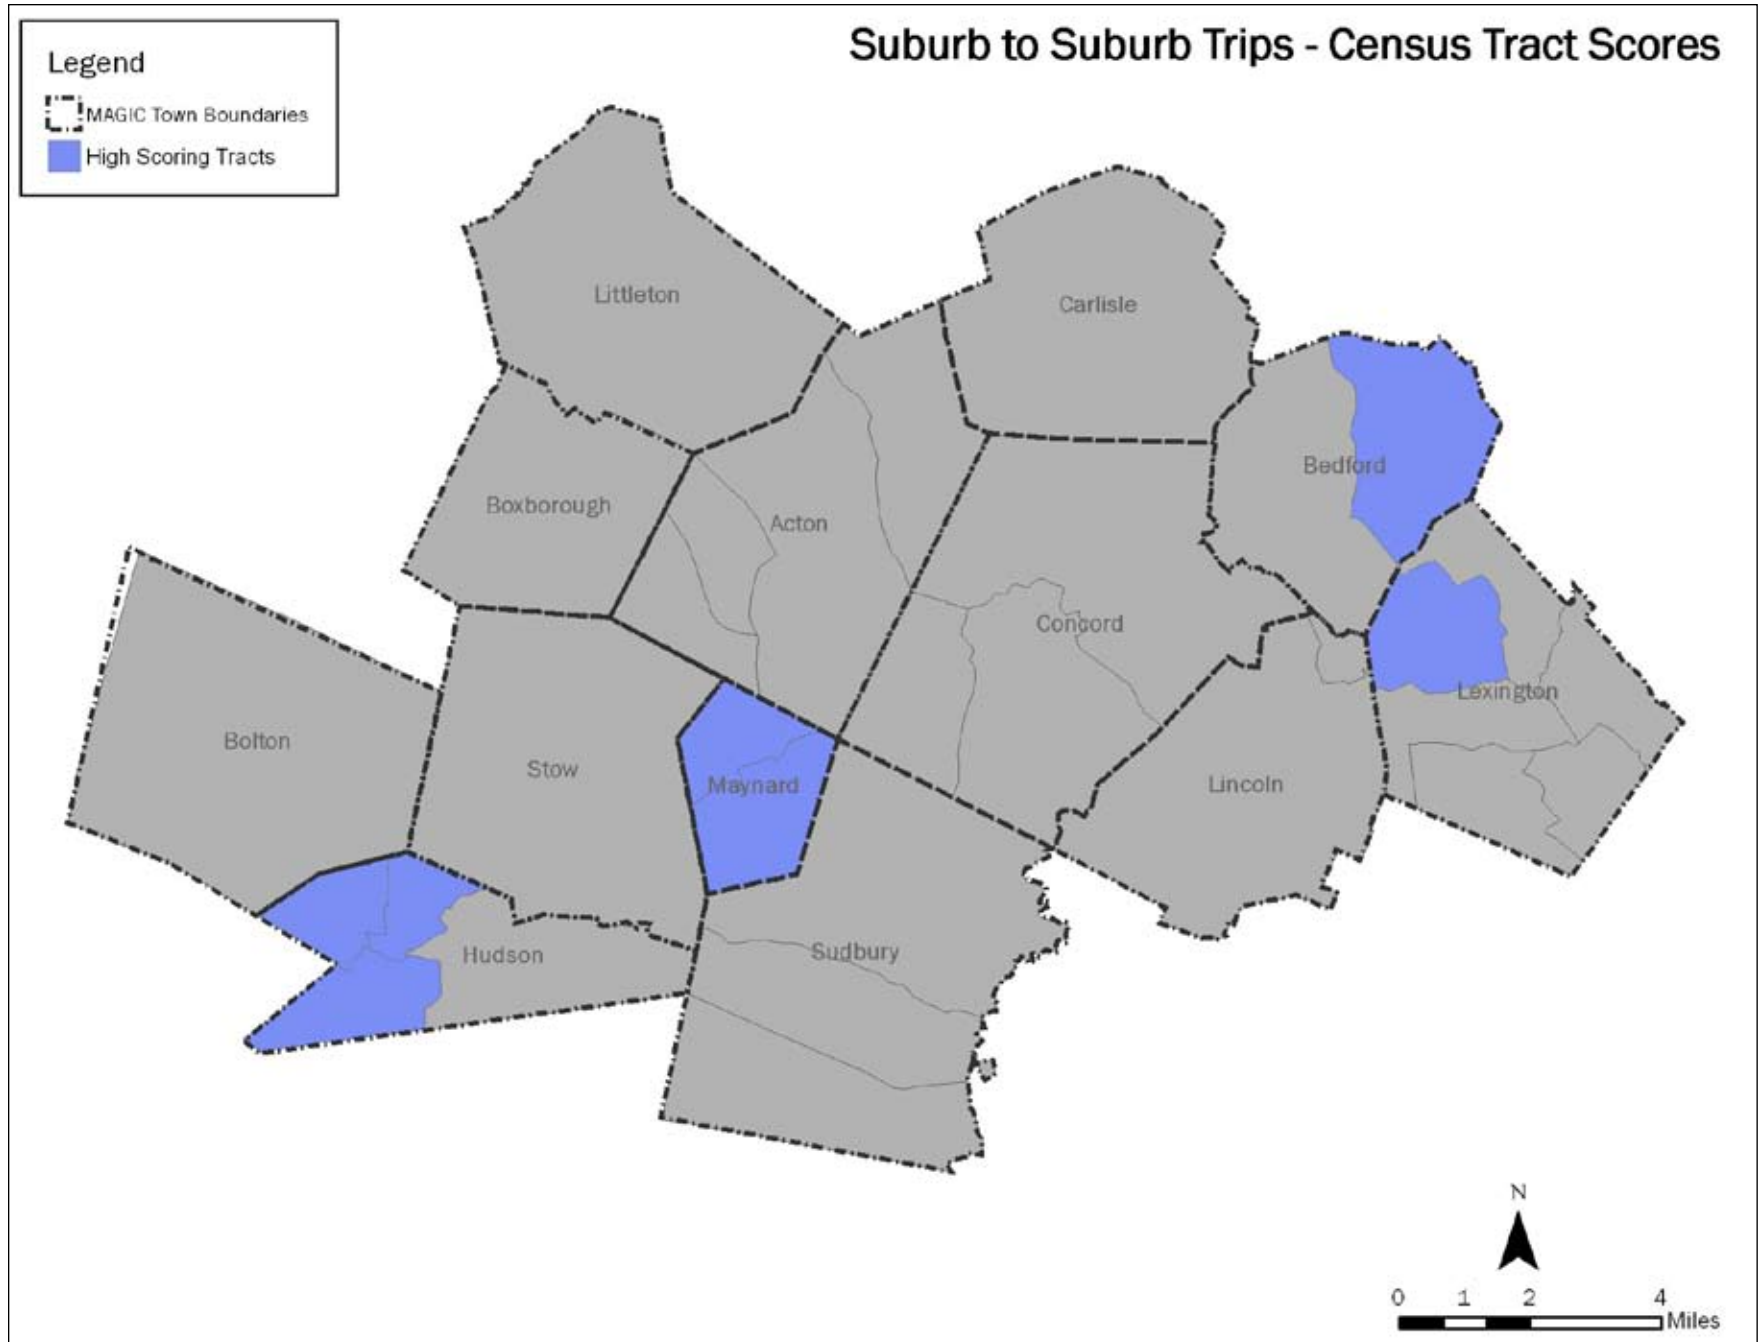 Suburb to Suburb Trips - Census Tract Scores
Legend
MAGIC Town Boundaries
High Scoring Tracts
Littleton
Carlisle
Bedford
Boxborough
Acton
Concord
Lexington
Bolton
Stow
Maynard
Lincoln
Hudson
Sudbury
N
0 1 2 4
Miles